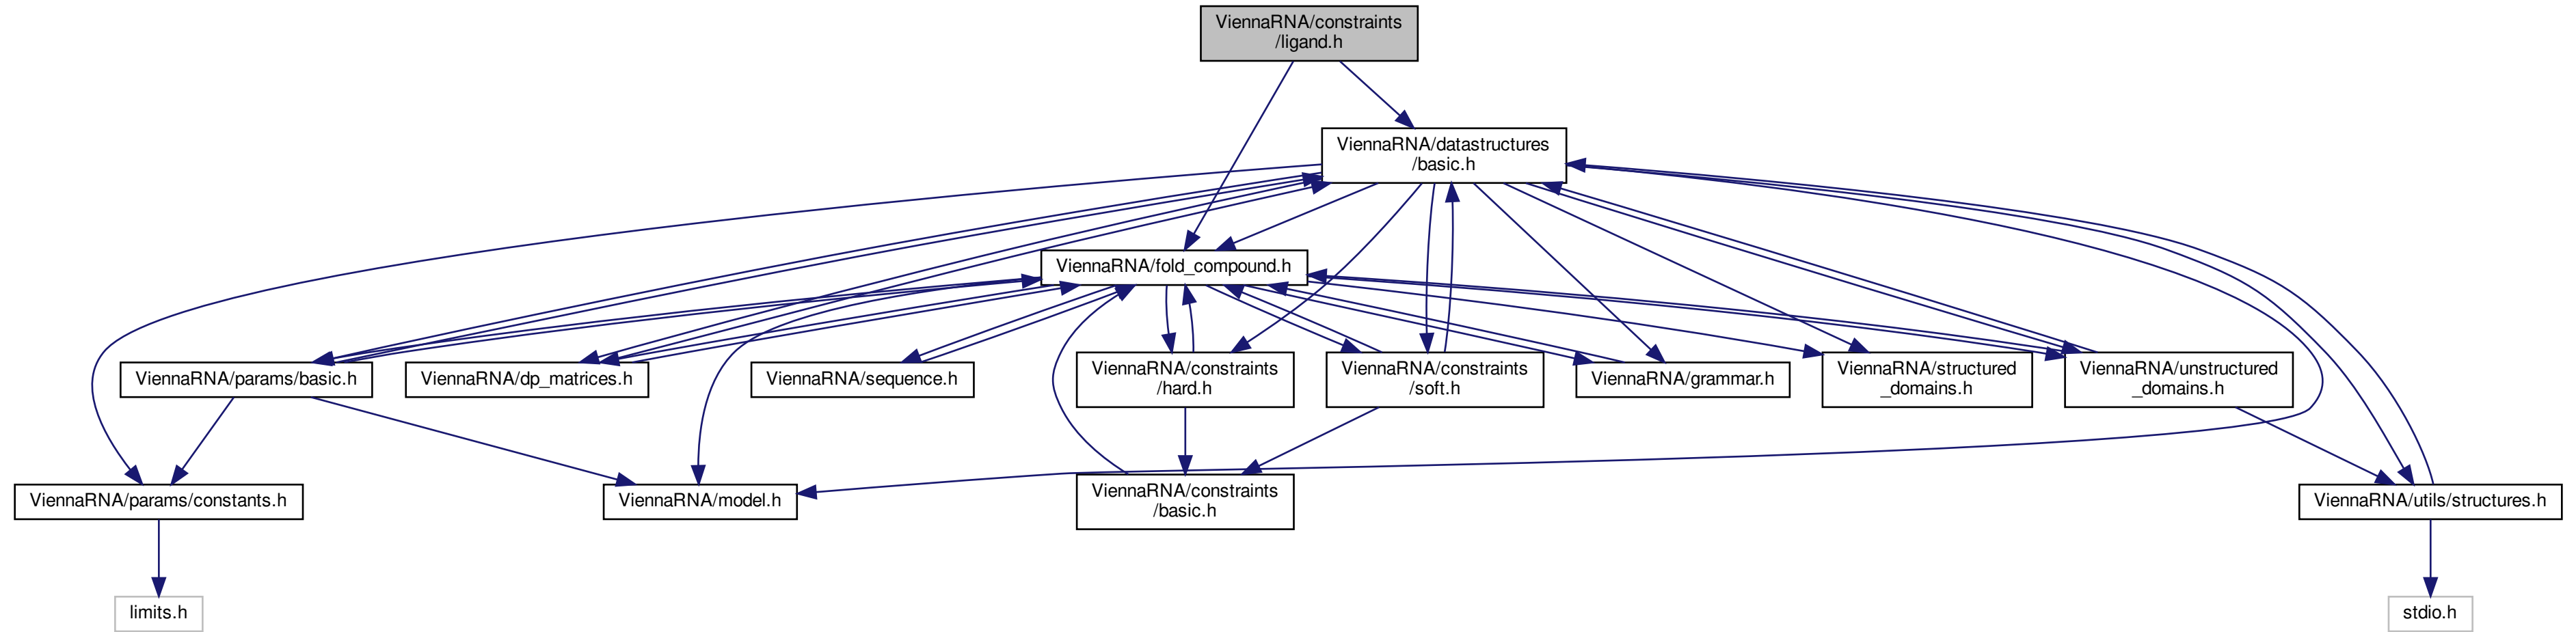 ViennaRNA/constraints
/ligand.h
ViennaRNA/datastructures
/basic.h
ViennaRNA/fold_compound.h
ViennaRNA/params/basic.h
ViennaRNA/dp_matrices.h
ViennaRNA/sequence.h
ViennaRNA/constraints
/hard.h
ViennaRNA/constraints
/soft.h
ViennaRNA/grammar.h
ViennaRNA/structured
_domains.h
ViennaRNA/unstructured
_domains.h
ViennaRNA/params/constants.h
ViennaRNA/model.h
ViennaRNA/constraints
/basic.h
ViennaRNA/utils/structures.h
limits.h
stdio.h